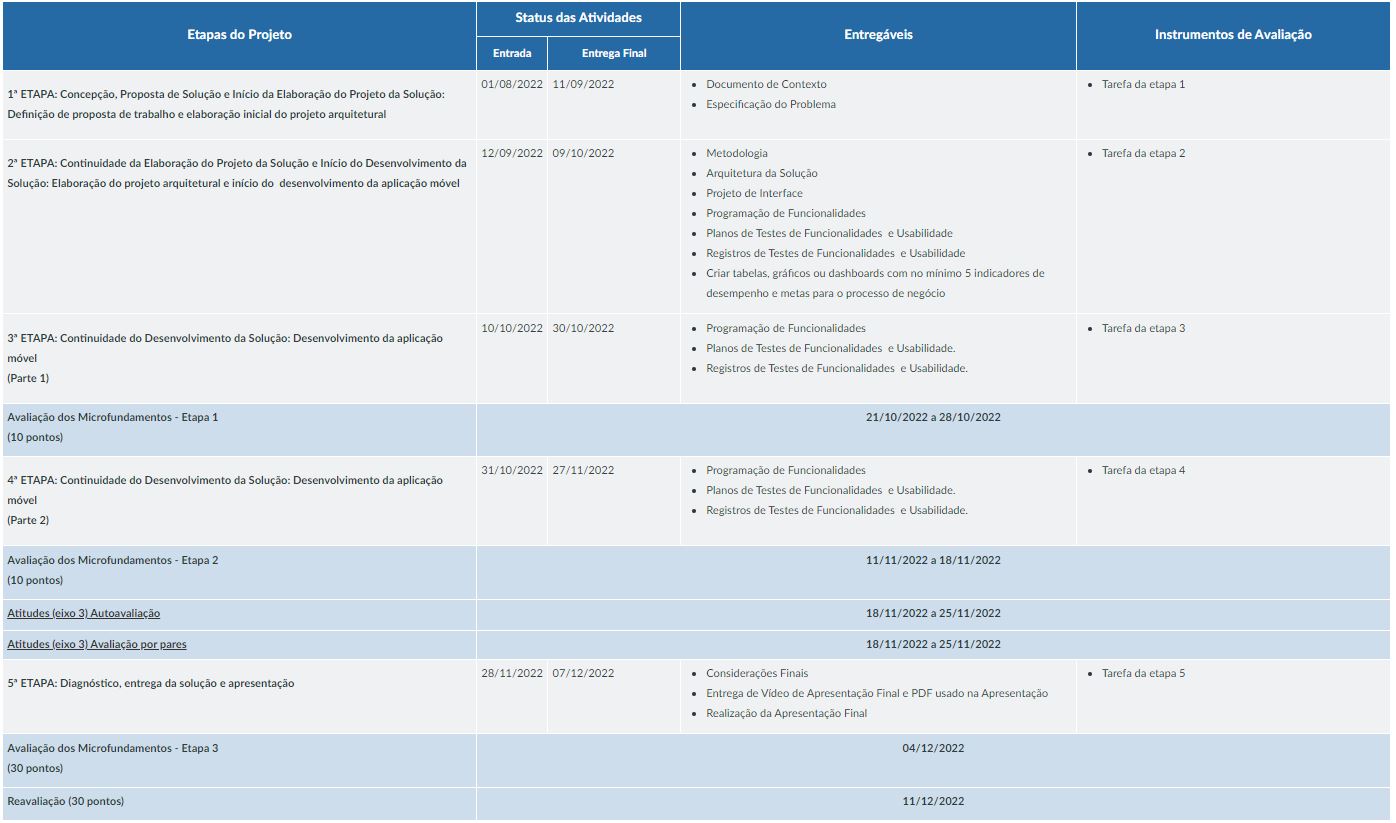 Etapas do Projeto
Status das Atividades
Entregáveis
Instrumentos de Avaliação
Entrada
Entrega Final
1ª ETAPA: Concepção, Proposta de Solução e Início da Elaboração do Projeto da Solução:
Definição de proposta de trabalho e elaboração inicial do projeto arquitetural
01/08/2022
11/09/2022
• Documento de Contexto
• Especificação do Problema
• Tarefa da etapa 1
2ª ETAPA: Continuidade da Elaboração do Projeto da Solução e Início do Desenvolvimento da
Solução: Elaboração do projeto arquitetural e início do desenvolvimento da aplicação móvel
12/09/2022
09/10/2022
• Metodologia
• Arquitetura da Solução
• Projeto de Interface
• Programação de Funcionalidades
• Planos de Testes de Funcionalidades e Usabilidade
• Registros de Testes de Funcionalidades e Usabilidade
• Criar tabelas, gráficos ou dashboards com no mínimo 5 indicadores de
desempenho e metas para o processo de negócio
• Tarefa da etapa 2
3ª ETAPA: Continuidade do Desenvolvimento da Solução: Desenvolvimento da aplicação
móvel
(Parte 1)
10/10/2022
30/10/2022
• Programação de Funcionalidades
• Planos de Testes de Funcionalidades e Usabilidade.
• Registros de Testes de Funcionalidades e Usabilidade.
• Tarefa da etapa 3
Avaliação dos Microfundamentos - Etapa 1
(10 pontos)
21/10/2022 a 28/10/2022
4ª ETAPA: Continuidade do Desenvolvimento da Solução: Desenvolvimento da aplicação
móvel
(Parte 2)
31/10/2022
27/11/2022
• Programação de Funcionalidades
• Planos de Testes de Funcionalidades e Usabilidade.
• Registros de Testes de Funcionalidades e Usabilidade.
• Tarefa da etapa 4
Avaliação dos Microfundamentos - Etapa 2
(10 pontos)
11/11/2022 a 18/11/2022
Atitudes (eixo 3) Autoavaliação
18/11/2022 a 25/11/2022
Atitudes (eixo 3) Avaliação por pares
18/11/2022 a 25/11/2022
5ª ETAPA: Diagnóstico, entrega da solução e apresentação
28/11/2022
07/12/2022
• Considerações Finais
• Entrega de Vídeo de Apresentação Final e PDF usado na Apresentação
• Realização da Apresentação Final
• Tarefa da etapa 5
Avaliação dos Microfundamentos - Etapa 3
(30 pontos)
04/12/2022
Reavaliação (30 pontos)
11/12/2022